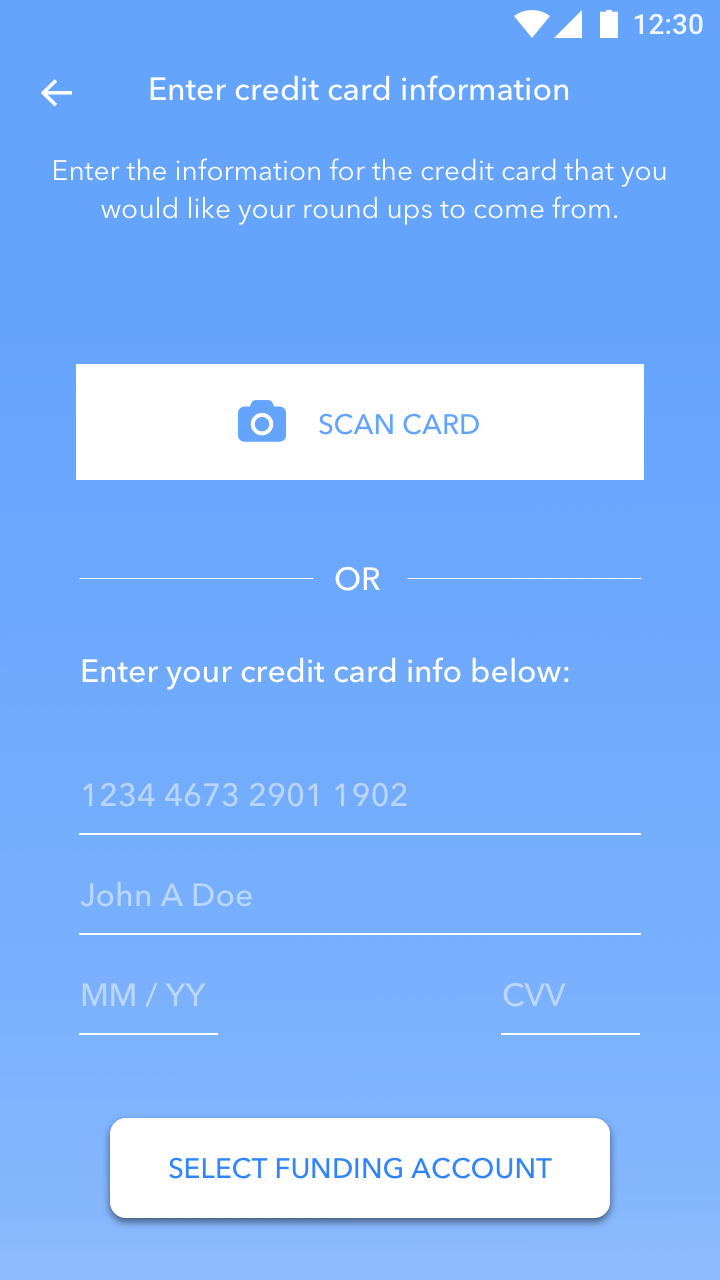 12:30
Enter credit card information
Enter the information for the credit card that you
would like your round ups to come from.
SCAN CARD
OR
Enter your credit card info below:
1234 4673 2901 1902
John A Doe
MM / YY CVV
SELECT FUNDING ACCOUNT